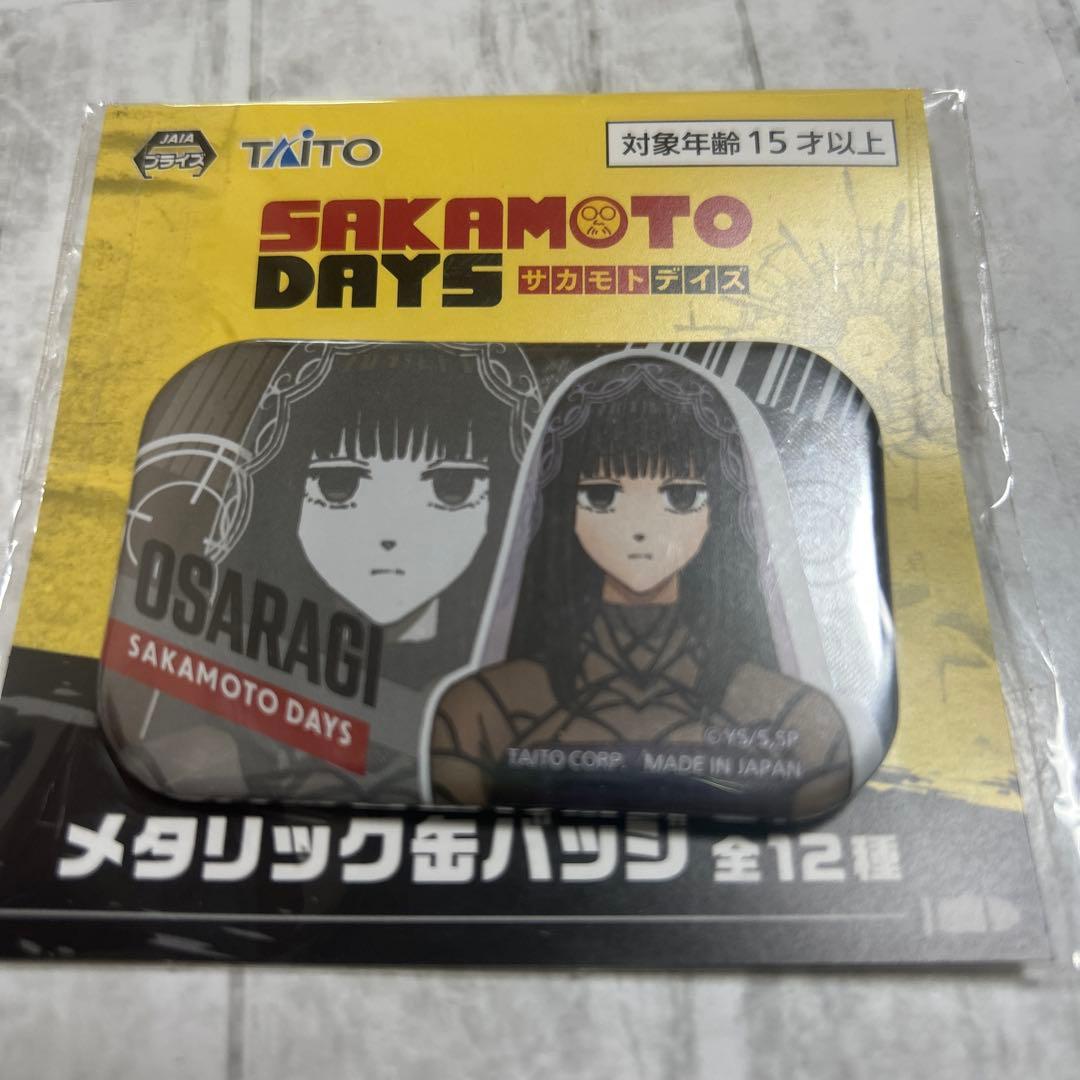 JAIA
プライズ
TAITO
対象年齢 15 才以上
SAKAMOTO
DAYS サカモトデイズ
OSARAGI
SAKAMOTO DAYS
©YS/S,SP
TAITO CORP. MADE IN JAPAN
メタリック缶バッジ 全12種